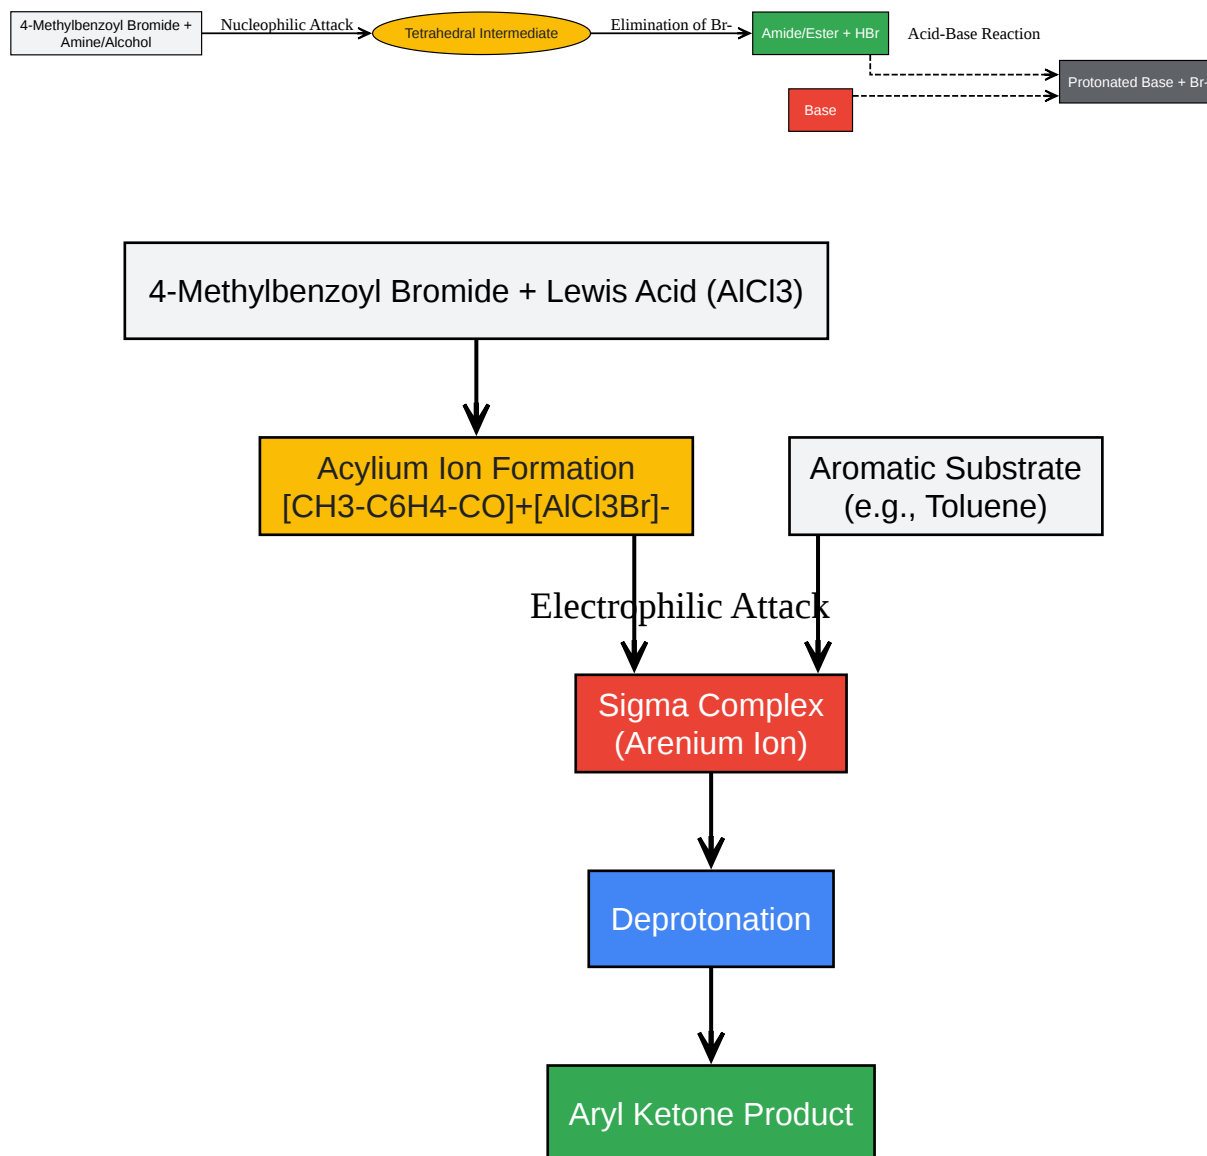 4-Methylbenzoyl Bromide +
Amine/Alcohol
Nucleophilic Attack
Tetrahedral Intermediate
Elimination of Br-
Amide/Ester + HBr
Acid-Base Reaction
Protonated Base + Br-
Base
4-Methylbenzoyl Bromide + Lewis Acid (AlCl3)
Acylium Ion Formation
[CH3-C6H4-CO]+[AlCl3Br]-
Aromatic Substrate
(e.g., Toluene)
Electrophilic Attack
Sigma Complex
(Arenium Ion)
Deprotonation
Aryl Ketone Product